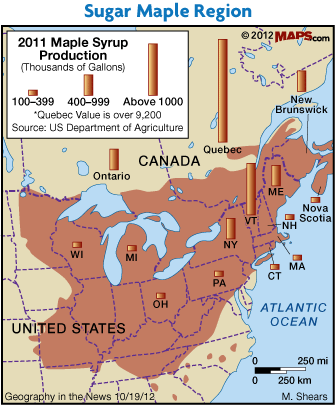 Sugar Maple Region
© 2012 MAPS.com
2011 Maple Syrup
Production
(Thousands of Gallons)
100–399
400–999
Above 1000
*Quebec Value is over 9,200
Source: US Department of Agriculture
New
Brunswick
Quebec
Ontario
CANADA
ME
VT
Nova
Scotia
NH
NY
WI
MI
MA
PA
CT
OH
ATLANTIC
OCEAN
UNITED STATES
0 250 mi
0 250 km
Geography in the News 10/19/12
M. Shears